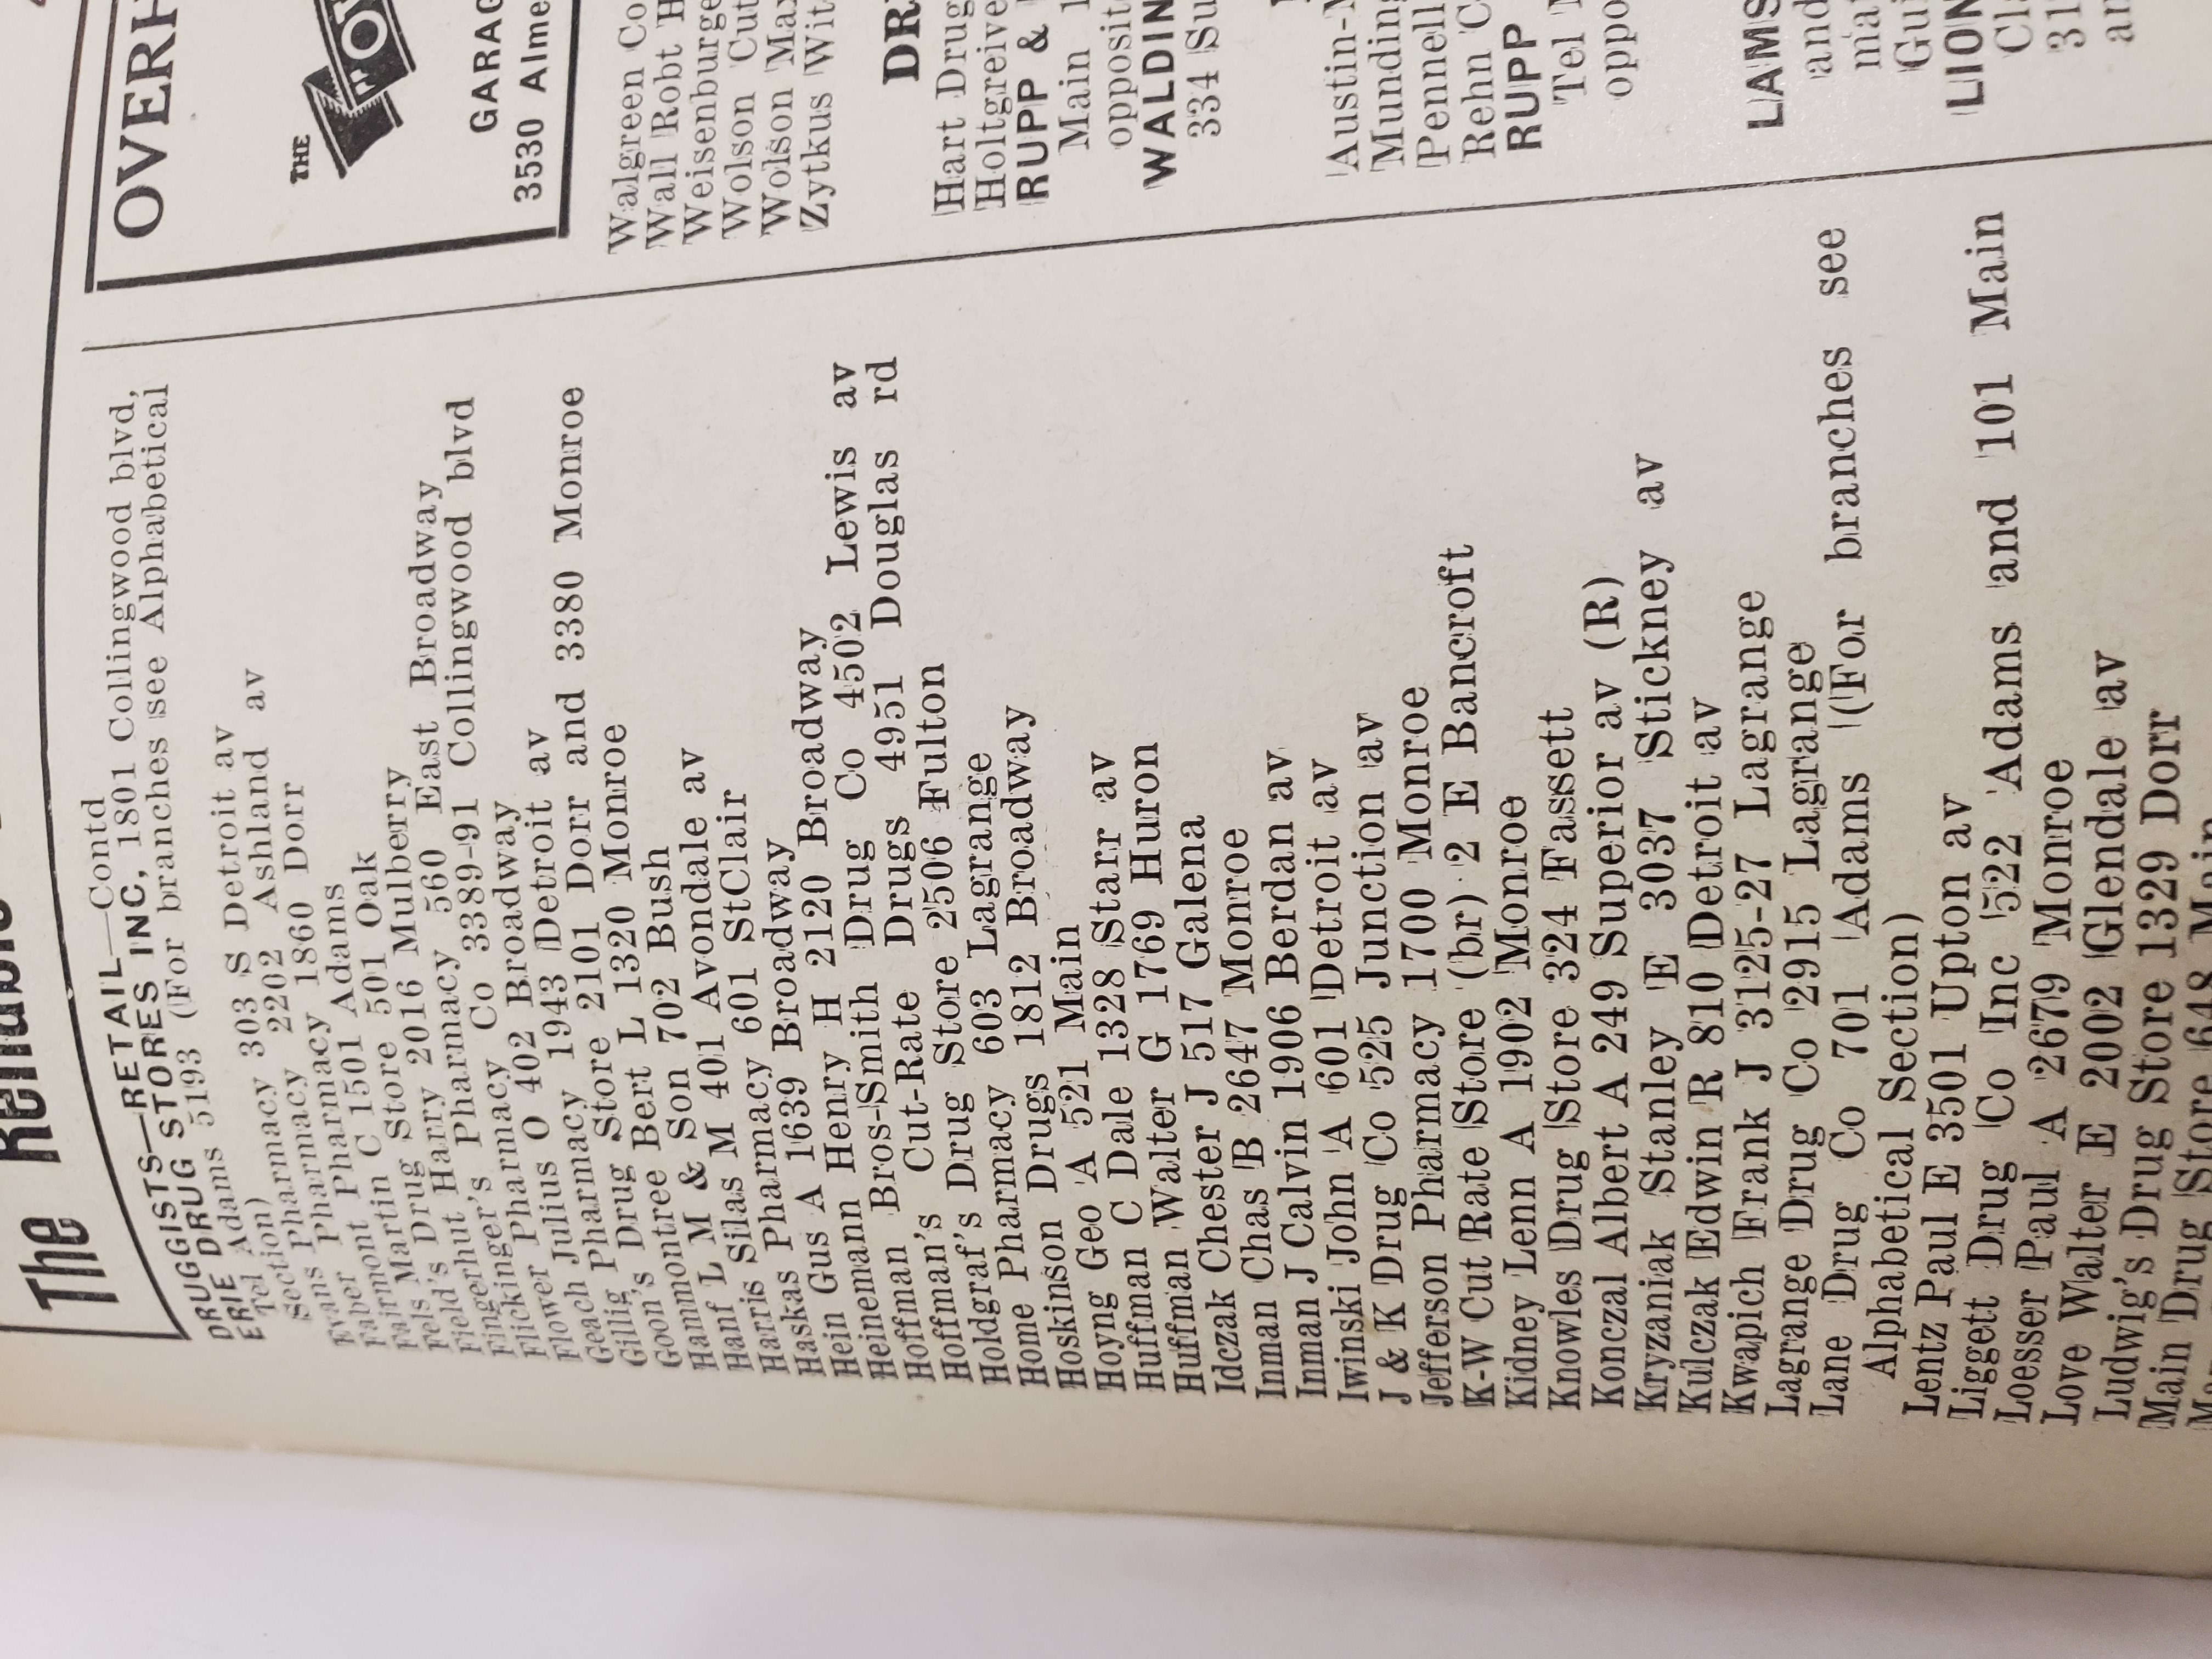 The Reliable
DRUGGISTS—RETAIL—Contd
ERIE DRUG STORES INC, 1801 Collingwood blvd,
Tel Adams 5193 (For branches see Alphabetical
Section)
Evans Pharmacy 303 S Detroit av
Faber Pharmacy 2202 Ashland av
Fairmont Pharmacy 1860 Dorr
Fels Martin C 1501 Adams
Field's Drug Store 501 Oak
Fielerhut Harry 2016 Mulberry
Finger's Pharmacy 560 East Broadway
Flickinger's Pharmacy Co 3389-91 Collingwood blvd
Flower Pharmacy 402 Broadway
Flower Julius O 1943 Detroit av
Geach Pharmacy 2101 Dorr and 3380 Monroe
Gillig's Drug Store 1320 Monroe
Goon's Bert L 702 Bush
Hammontree L M & Son 401 Avondale av
Hanf Silas M 601 StClair
Harris Pharmacy 1639 Broadway
Haskas Gus A 2120 Broadway
Hein Henry H
Heinemann Bros-Smith Drug Co 4502 Lewis av
Hoffman's Cut-Rate Drugs 4951 Douglas rd
Hoffman's Drug Store 2506 Fulton
Holdgraf's Pharmacy 603 Lagrange
Home Pharmacy 1812 Broadway
Hoskinson Drugs 521 Main
Hoyng Geo A 1328 Starr av
Huffman C Dale 1769 Huron
Huffman Walter G 517 Galena
Idczak Chester J 2647 Monroe
Inman Chas B 1906 Berdan av
Inman J Calvin 601 Detroit av
Iwinski John A 525 Junction av
J & K Drug Co 1700 Monroe
Jefferson Pharmacy 2 E Bancroft
K-W Cut Rate Store (br) 1902 Monroe
Kidney Lenn A 324 Fassett
Knowles Drug Store 249 Superior av (R)
Konczal Albert A 3037 Stickney av
Kryzaniak Stanley E 810 Detroit av
Kulczak Edwin R 3125-27 Lagrange
Kwapich Frank J 2915 Lagrange
Lagrange Drug Co 701 Adams (For branches see
Lane Drug Co
Alphabetical Section)
Lentz Paul E 3501 Upton av
Liggett Drug Co Inc 522 Adams and 101 Main
Loesser Paul A 2679 Monroe
Love Walter E 2002 Glendale av
Ludwig's Drug Store 1329 Dorr
Main Drug Store 648 Main
OVERH
THE
GARAG
3530 Alme
Walgreen Co
Wall Robt H
Weisenburge
Wolson Cut
Wolson Max
Zytkus Wit
DR
Hart Drug
Holtgreive
RUPP &
Main 1
opposit
WALDIN
334 Su
Austin-
Munding
Pennell
Rehn C
RUPP
Tel
oppo
LIAMS
and
ma
Gui
LION
Cla
31
an